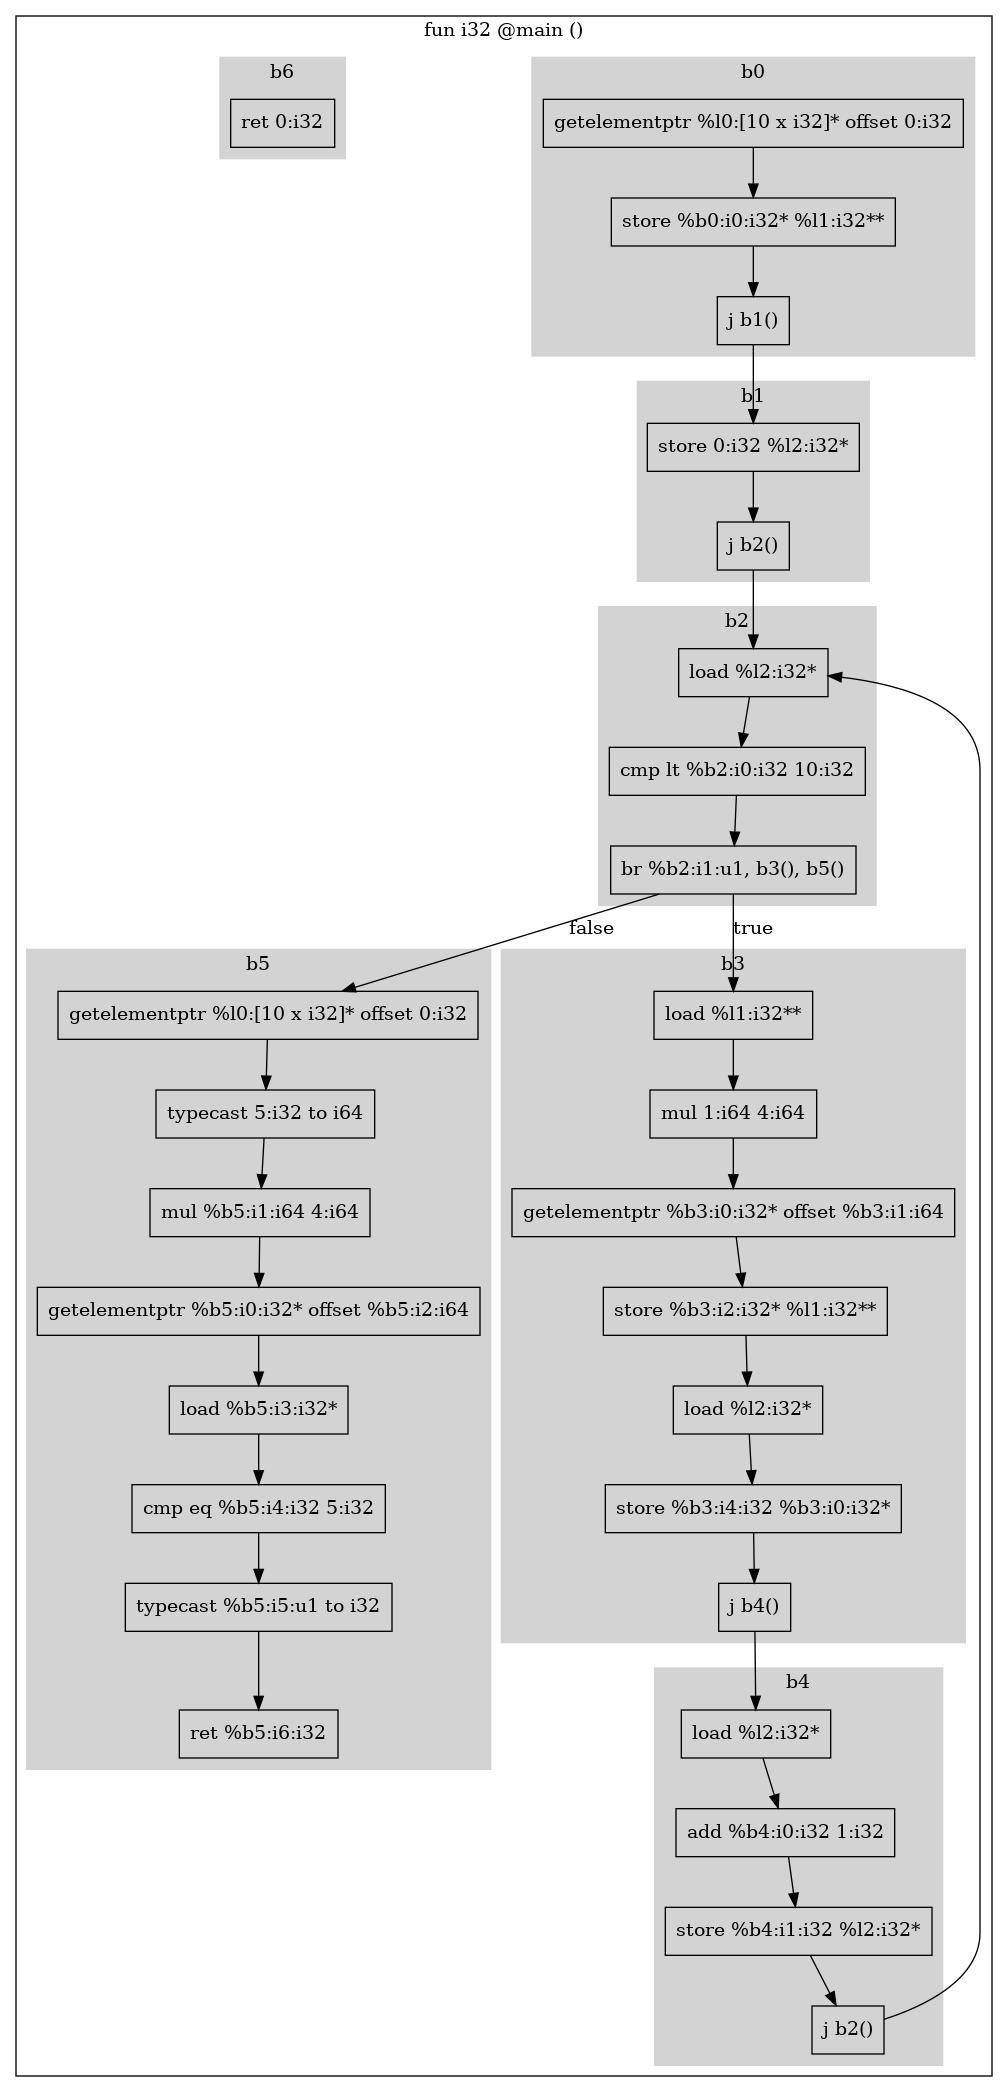 fun i32 @main ()
b6
ret 0:i32
b0
getelementptr %l0:[10 x i32]* offset 0:i32
store %b0:i0:i32* %l1:i32**
j b1()
b1
store 0:i32 %l2:i32*
j b2()
b2
load %l2:i32*
cmp lt %b2:i0:i32 10:i32
br %b2:i1:u1, b3(), b5()
false
true
b5
getelementptr %l0:[10 x i32]* offset 0:i32
typecast 5:i32 to i64
mul %b5:i1:i64 4:i64
getelementptr %b5:i0:i32* offset %b5:i2:i64
load %b5:i3:i32*
cmp eq %b5:i4:i32 5:i32
typecast %b5:i5:u1 to i32
ret %b5:i6:i32
b3
load %l1:i32**
mul 1:i64 4:i64
getelementptr %b3:i0:i32* offset %b3:i1:i64
store %b3:i2:i32* %l1:i32**
load %l2:i32*
store %b3:i4:i32 %b3:i0:i32*
j b4()
b4
load %l2:i32*
add %b4:i0:i32 1:i32
store %b4:i1:i32 %l2:i32*
j b2()